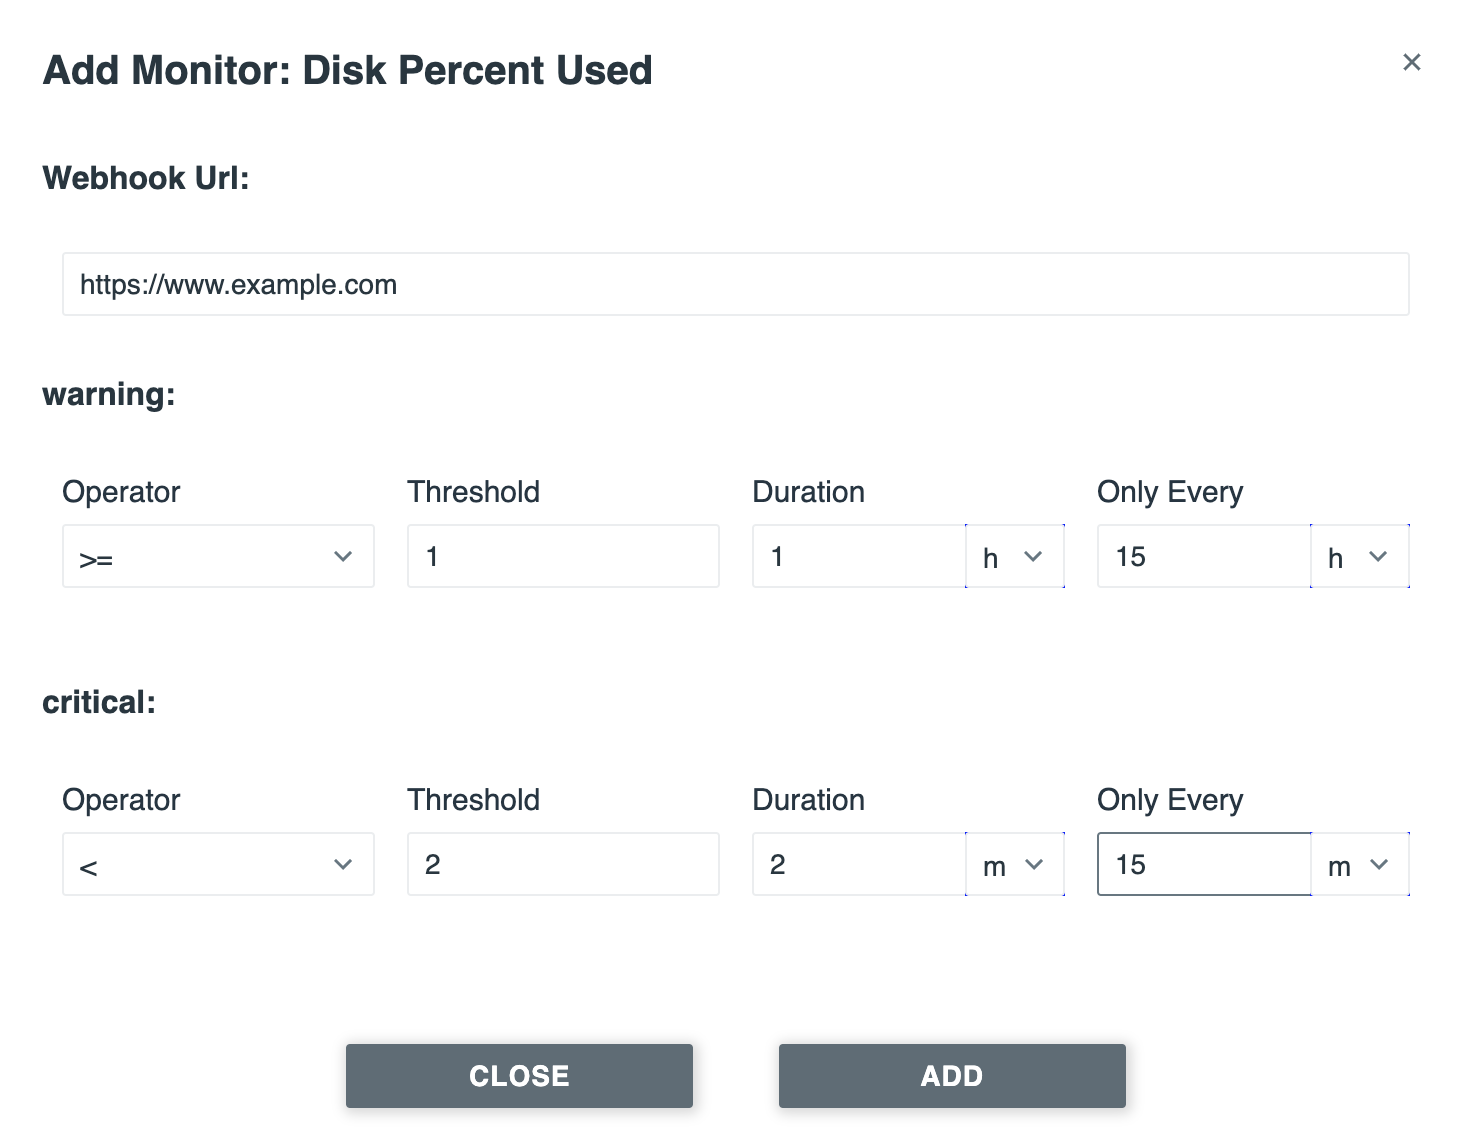 Add Monitor: Disk Percent Used ×
Webhook Url:
https://www.example.com
warning:
Operator Threshold Duration Only Every
>= 1 1 h 15 h
critical:
Operator Threshold Duration Only Every
< 2 2 m 15 m
CLOSE ADD